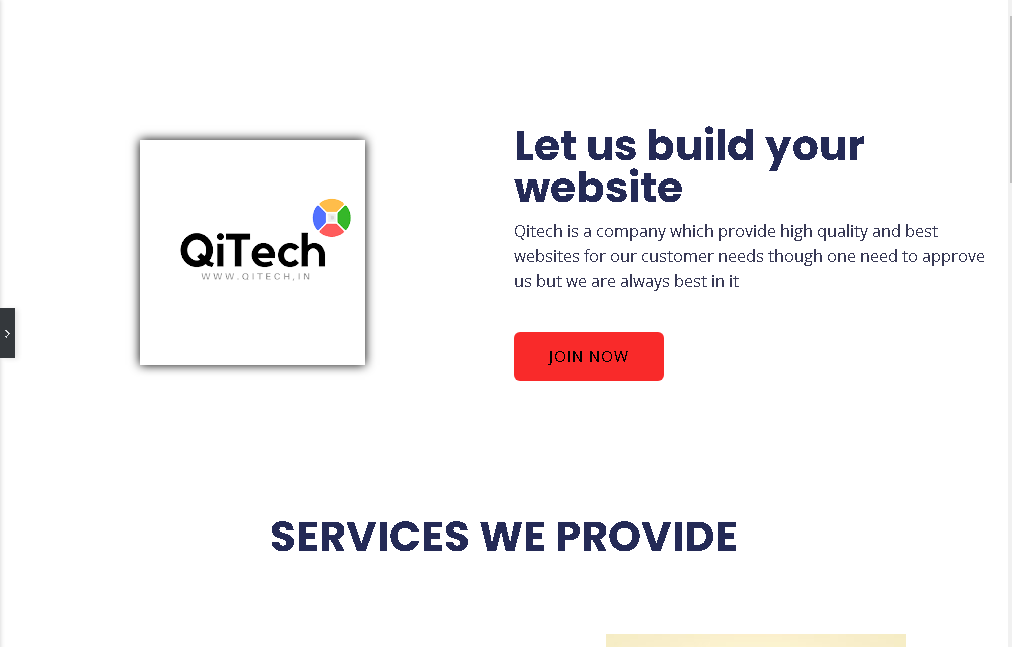 Let us build your
website
QiTech
WWW.QITECH,IN
Qitech is a company which provide high quality and best
websites for our customer needs though one need to approve
us but we are always best in it
JOIN NOW
SERVICES WE PROVIDE